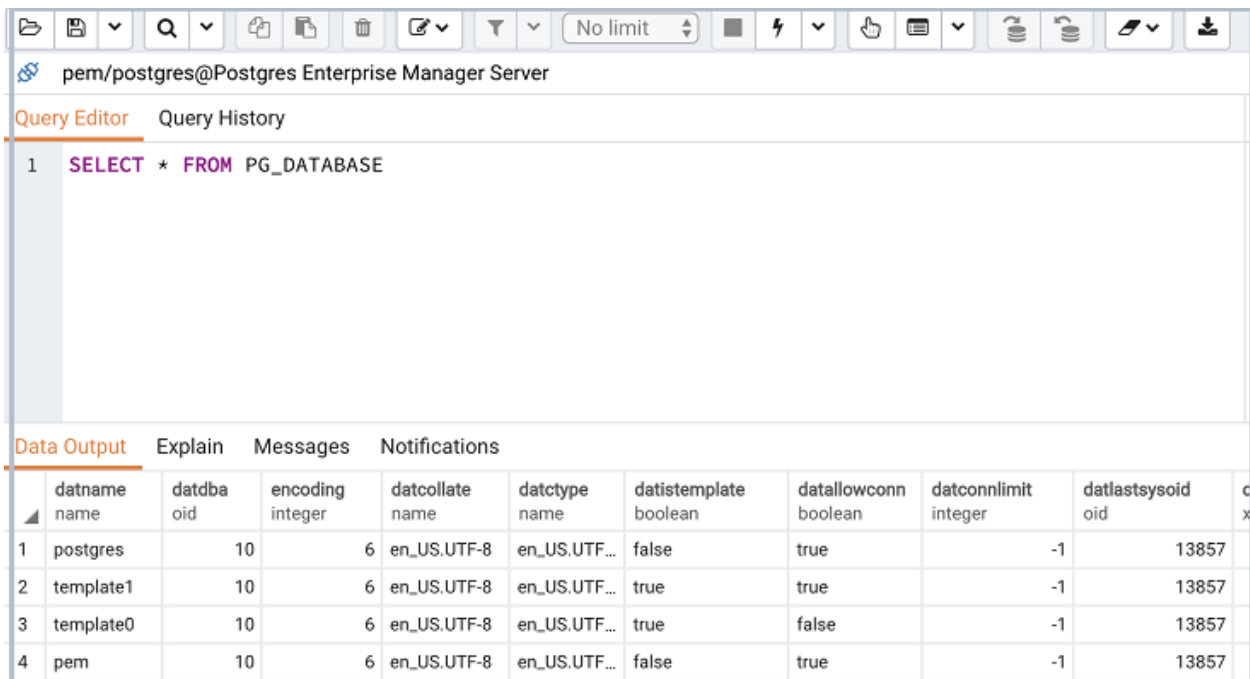 No limit
pem/postgres@Postgres Enterprise Manager Server
Query Editor Query History
1 SELECT * FROM PG_DATABASE
Data Output Explain Messages Notifications
datname datdba encoding datcollate datctype datistemplate datallowconn datconnlimit datlastsysoid
name oid integer name name boolean boolean integer oid
1 postgres 10 6 en_US.UTF-8 en_US.UTF... false true -1 13857
2 template1 10 6 en_US.UTF-8 en_US.UTF... true true -1 13857
3 template0 10 6 en_US.UTF-8 en_US.UTF... true false -1 13857
4 pem 10 6 en_US.UTF-8 en_US.UTF... false true -1 13857